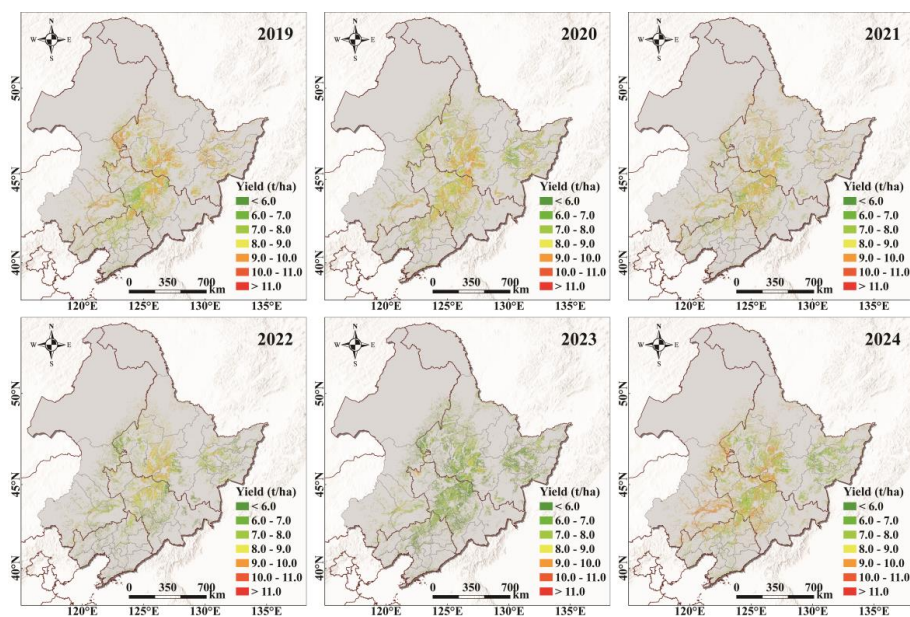 N
W E
S
2019
50°N
45°N
40°N
Yield (t/ha)
< 6.0
6.0 - 7.0
7.0 - 8.0
8.0 - 9.0
9.0 - 10.0
10.0 - 11.0
> 11.0
0 350 700
km
120°E 125°E 130°E 135°E
N
W E
S
2020
50°N
45°N
40°N
Yield (t/ha)
< 6.0
6.0 - 7.0
7.0 - 8.0
8.0 - 9.0
9.0 - 10.0
10.0 - 11.0
> 11.0
0 350 700
km
120°E 125°E 130°E 135°E
N
W E
S
2021
50°N
45°N
40°N
Yield (t/ha)
< 6.0
6.0 - 7.0
7.0 - 8.0
8.0 - 9.0
9.0 - 10.0
10.0 - 11.0
> 11.0
0 350 700
km
120°E 125°E 130°E 135°E
N
W E
S
2022
50°N
45°N
40°N
Yield (t/ha)
< 6.0
6.0 - 7.0
7.0 - 8.0
8.0 - 9.0
9.0 - 10.0
10.0 - 11.0
> 11.0
0 350 700
km
120°E 125°E 130°E 135°E
N
W E
S
2023
50°N
45°N
40°N
Yield (t/ha)
< 6.0
6.0 - 7.0
7.0 - 8.0
8.0 - 9.0
9.0 - 10.0
10.0 - 11.0
> 11.0
0 350 700
km
120°E 125°E 130°E 135°E
N
W E
S
2024
50°N
45°N
40°N
Yield (t/ha)
< 6.0
6.0 - 7.0
7.0 - 8.0
8.0 - 9.0
9.0 - 10.0
10.0 - 11.0
> 11.0
0 350 700
km
120°E 125°E 130°E 135°E